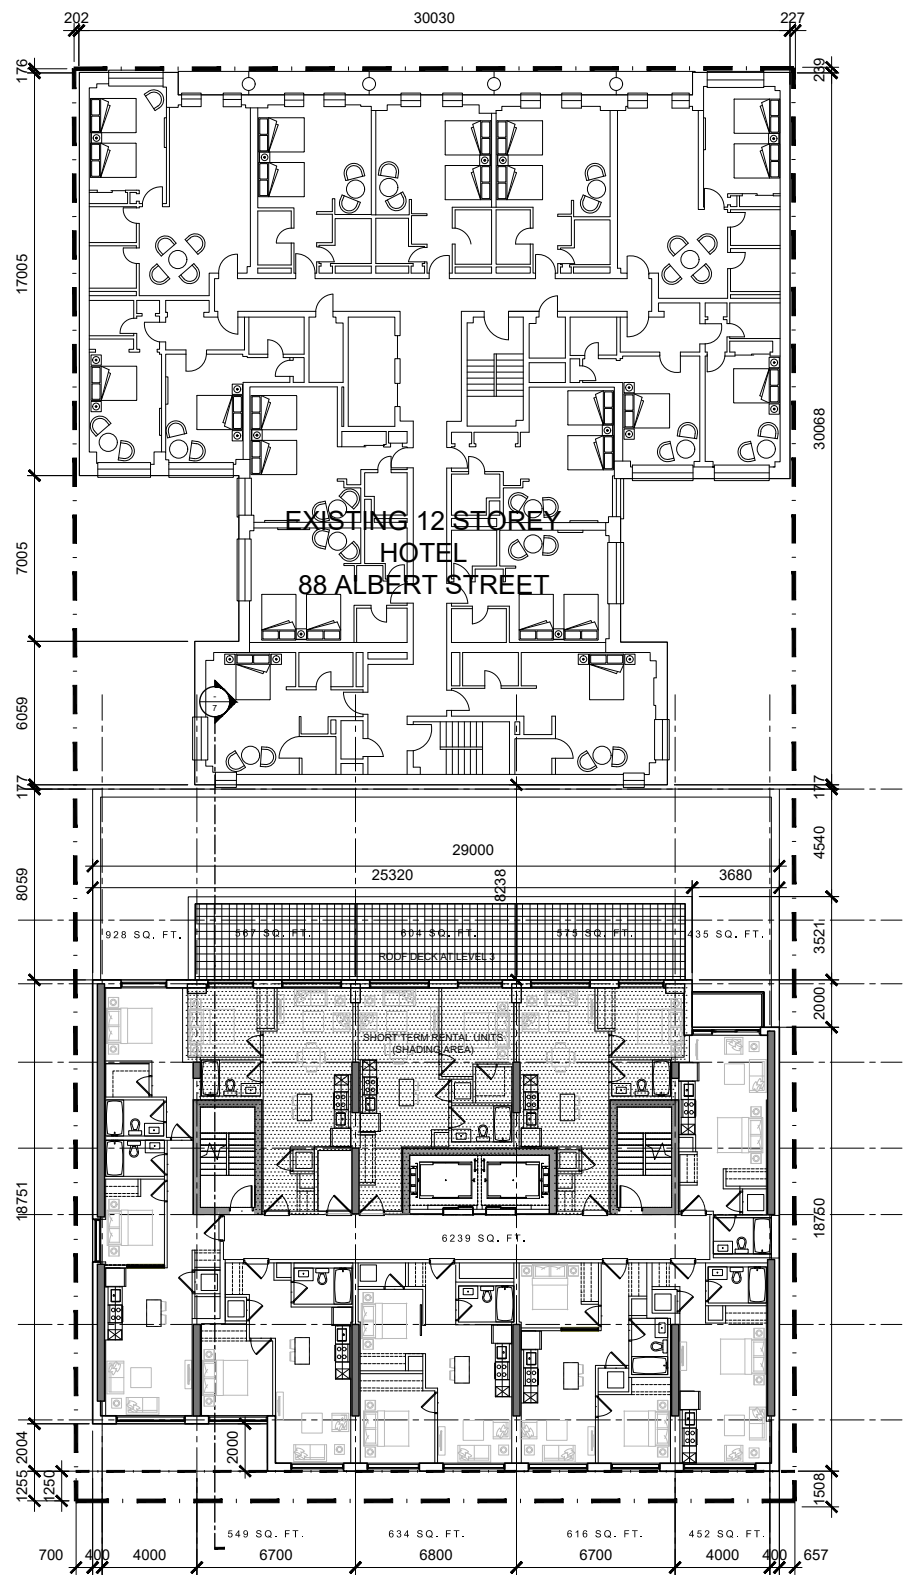 202
30030
227
176
239
17005
30068
EXISTING 12 STOREY
HOTEL
88 ALBERT STREET
7005
6059
-
7
177
177
29000
4540
8059
25320
8238
3680
928 SQ. FT.
567 SQ. FT.
604 SQ. FT.
575 SQ. FT.
435 SQ. FT.
3521
ROOF DECK AT LEVEL 3
2000
SHORT TERM RENTAL UNITS
(SHADING AREA)
18751
18750
6239 SQ. FT.
2004
2000
1255
1250
1508
549 SQ. FT.
634 SQ. FT.
616 SQ. FT.
452 SQ. FT.
700
400
4000
6700
6800
6700
4000
400
657